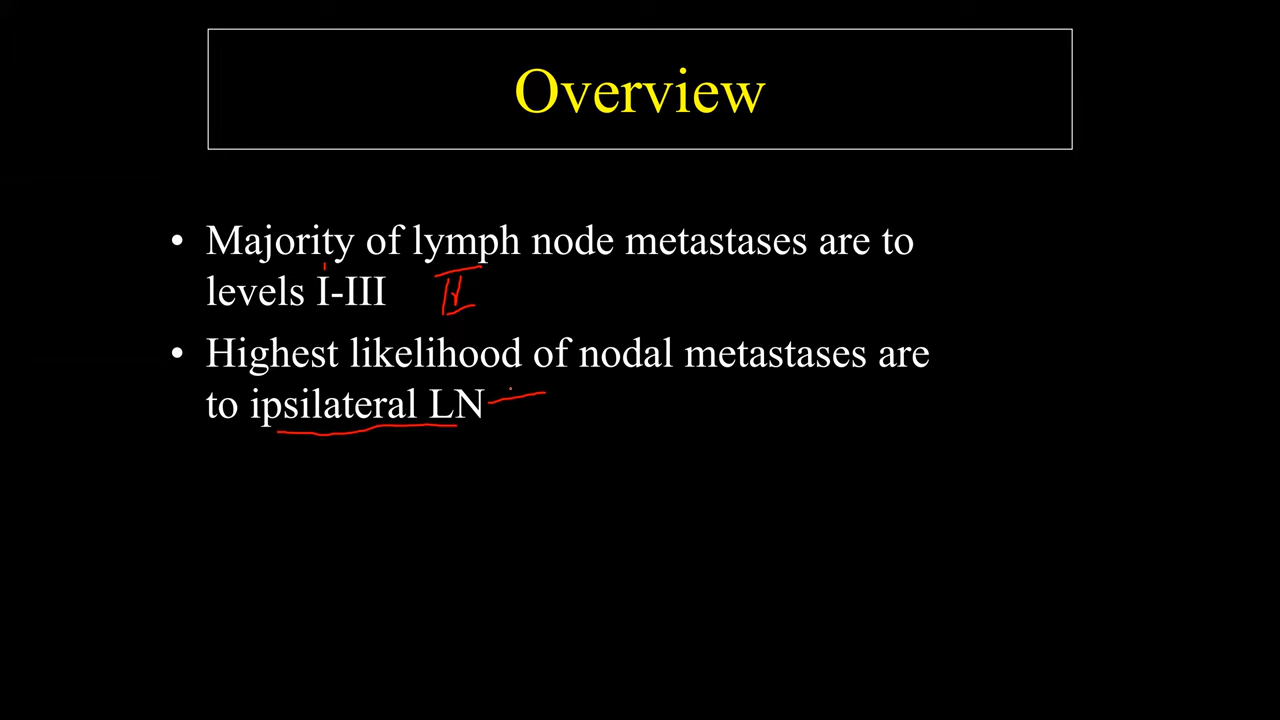 Overview
• Majority of lymph node metastases are to
levels I-III II
• Highest likelihood of nodal metastases are
to ipsilateral LN